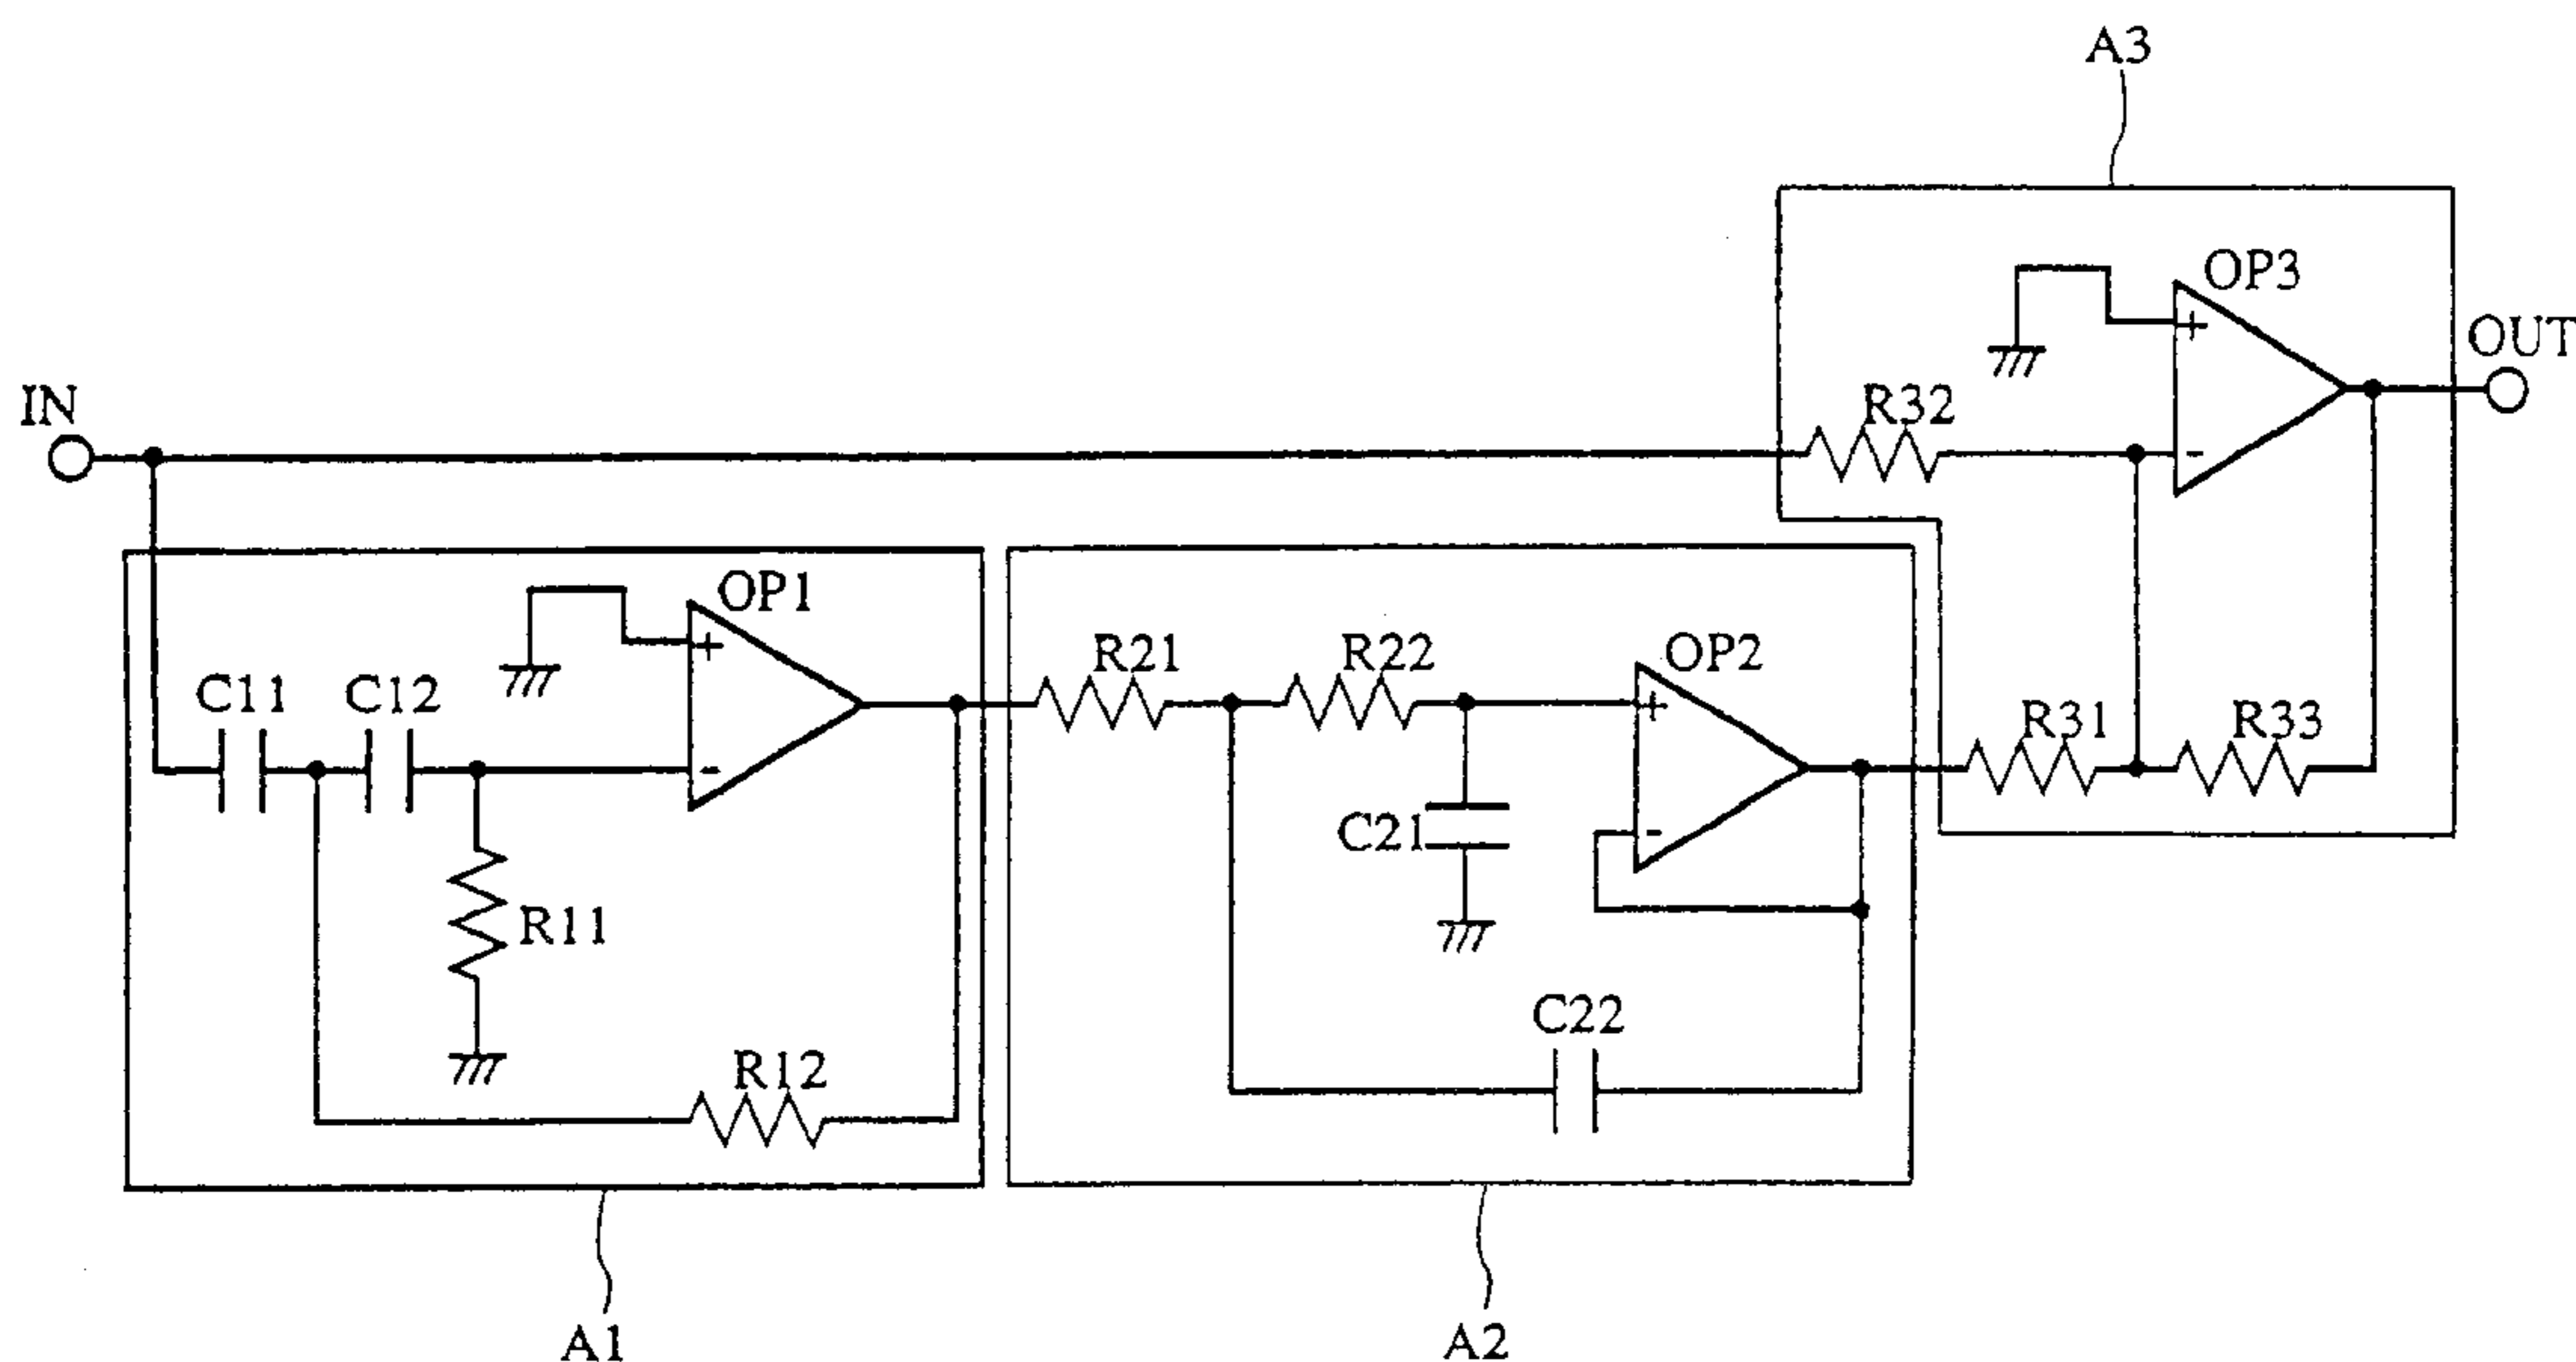 A3
OP3
OUT
IN
R32
OP1
R21
R22
OP2
C11
C12
R31
R33
C21
R11
C22
R12
A1
A2